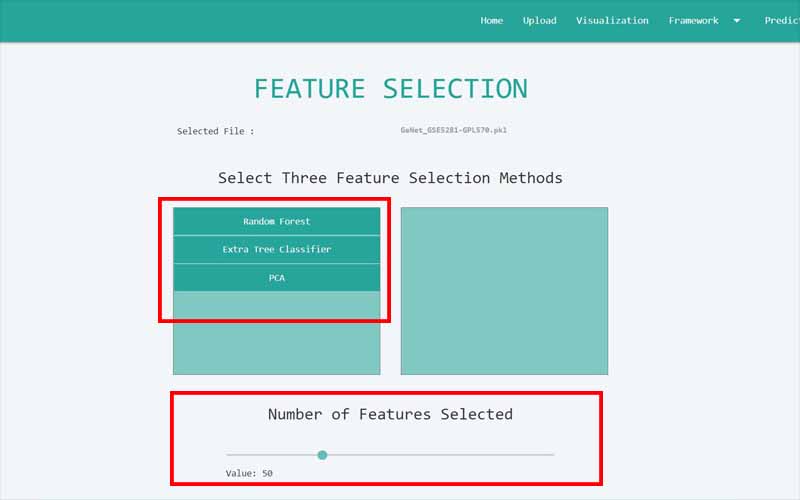 Home Upload Visualization Framework Predict
FEATURE SELECTION
Selected File : GeNet_GSE5281-GPL570.pkl
Select Three Feature Selection Methods
Random Forest
Extra Tree Classifier
PCA
Number of Features Selected
Value: 50